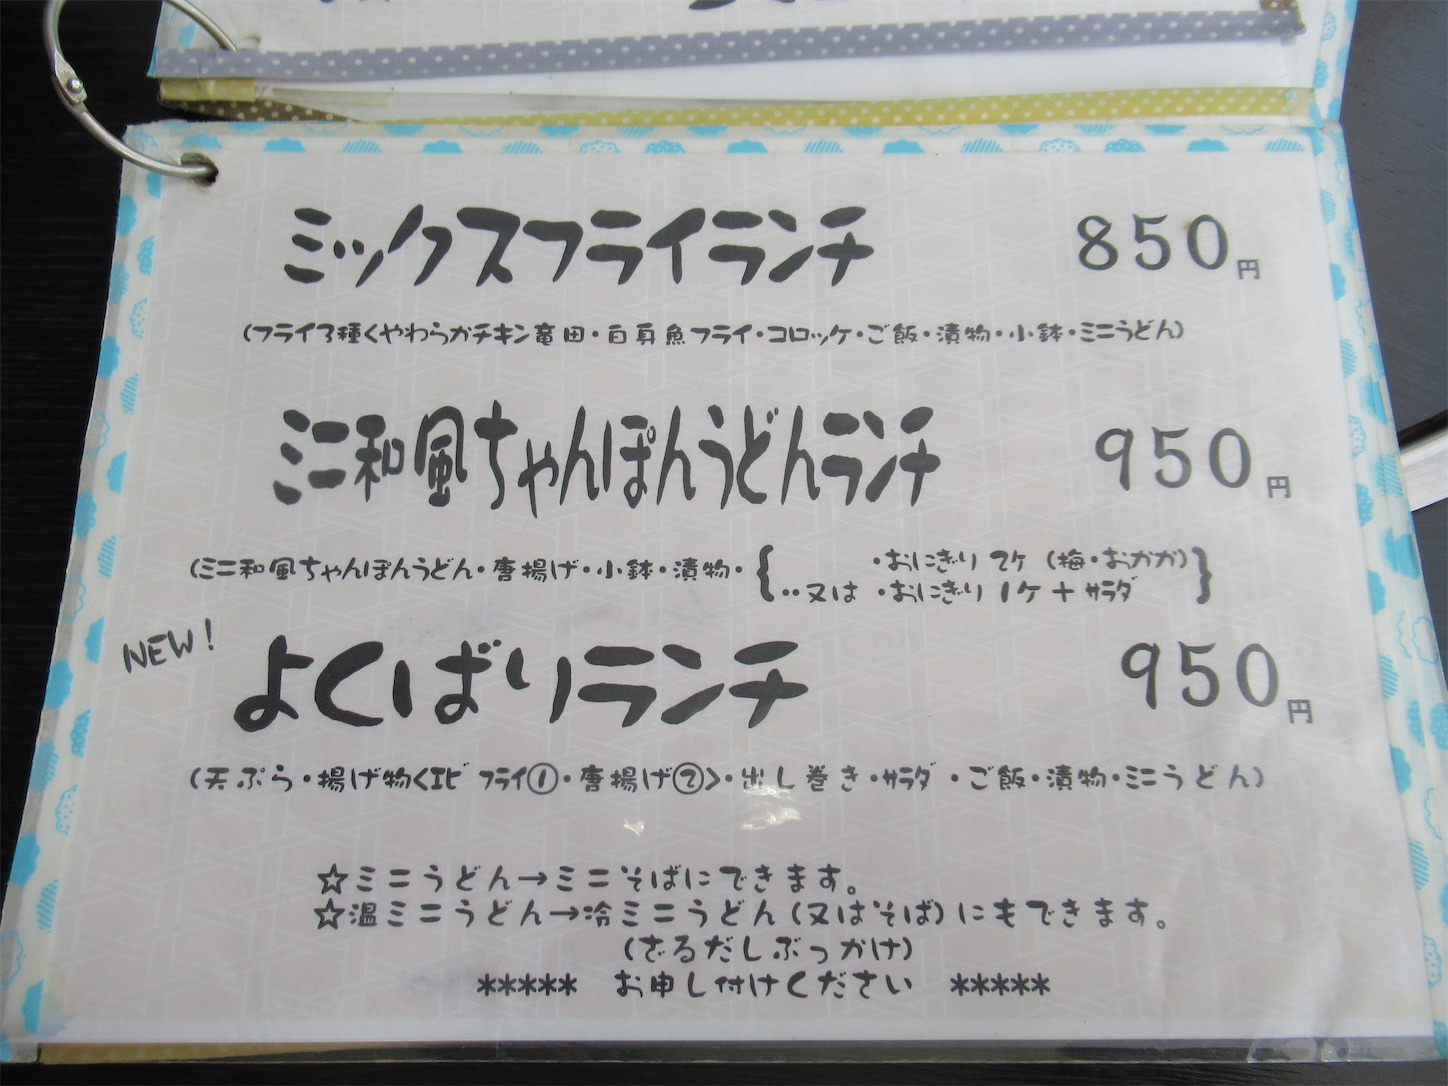 ミックスフライランチ 850円
(フライ3種くやわらかチキン竜田・白身魚フライ・コロッケ・ご飯・漬物・小鉢・ミニうどん)
ミニ和風ちゃんぽんうどんランチ 950円
(ミニ和風ちゃんぽんうどん・唐揚げ・小鉢・漬物・{ ・おにぎり 2ケ (梅・おかか)
‥又は ・おにぎり 1ケ + サラダ }
NEW!
よくばりランチ 950円
(天ぷら・揚げ物<エビフライ①・唐揚げ②>・出し巻き・サラダ・ご飯・漬物・ミニうどん)
☆ミニうどん→ミニそばにできます。
☆温ミニうどん→冷ミニうどん(又はそば)にもできます。
(ざるだしぶっかけ)
***** お申し付けください *****